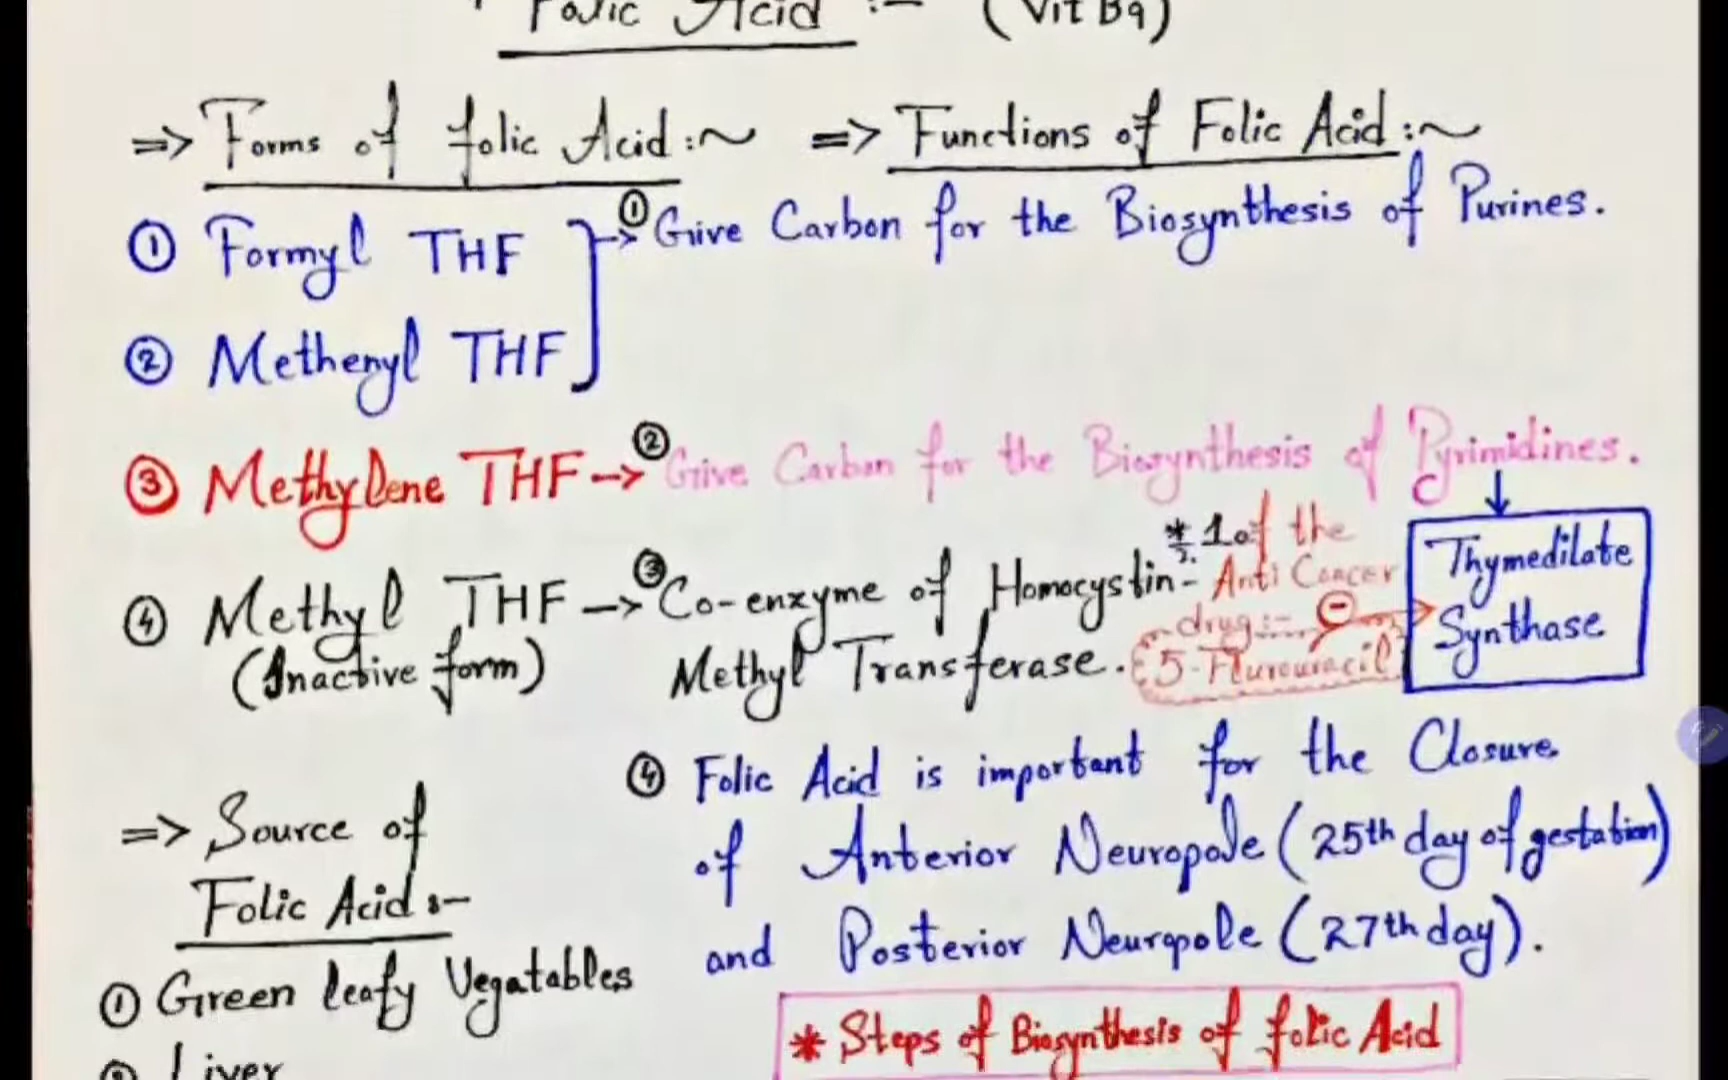 Folic Acid :- (Vit B9)
=> Forms of folic Acid :~
① Formyl THF
② Methenyl THF
③ Methylene THF ->
④ Methyl THF ->
(Inactive form)
=> Functions of Folic Acid :~
① Give Carbon for the Biosynthesis of Purines.
② Give Carbon for the Biosynthesis of Pyrimidines.
Thymedilate
Synthase
* 1 of the
Anti Cancer
drug:-
5-Flurouracil
③ Co-enzyme of Homocystin-
Methyl Transferase.
④ Folic Acid is important for the Closure
of Anterior Neuropole (25th day of gestation)
and Posterior Neuropole (27th day).
=> Source of
Folic Acid :-
① Green leafy Vegatables
② Liver
* Steps of Biosynthesis of folic Acid